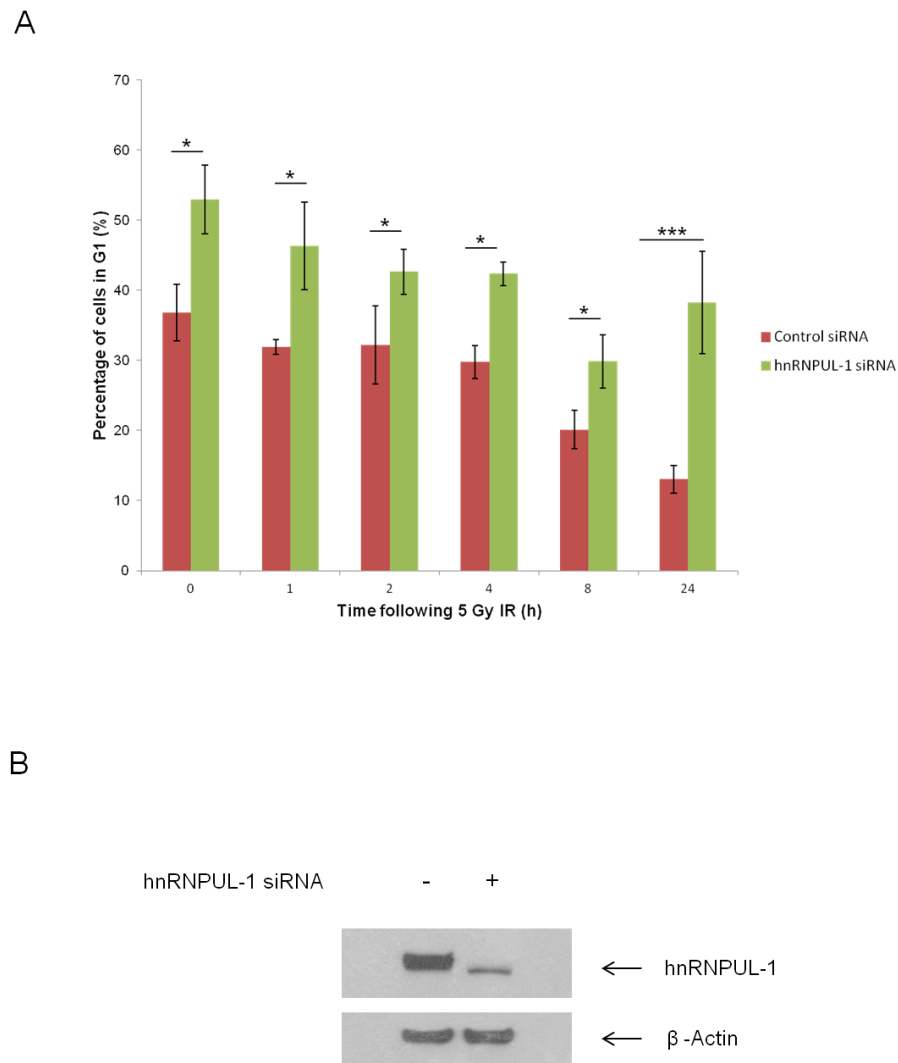 A
70
60
50
40
30
20
10
0
Percentage of cells in G1 (%)
*
*
*
*
*
***
0 1 2 4 8 24
Time following 5 Gy IR (h)
Control siRNA
hnRNPUL-1 siRNA
B
hnRNPUL-1 siRNA - +
hnRNPUL-1
β-Actin